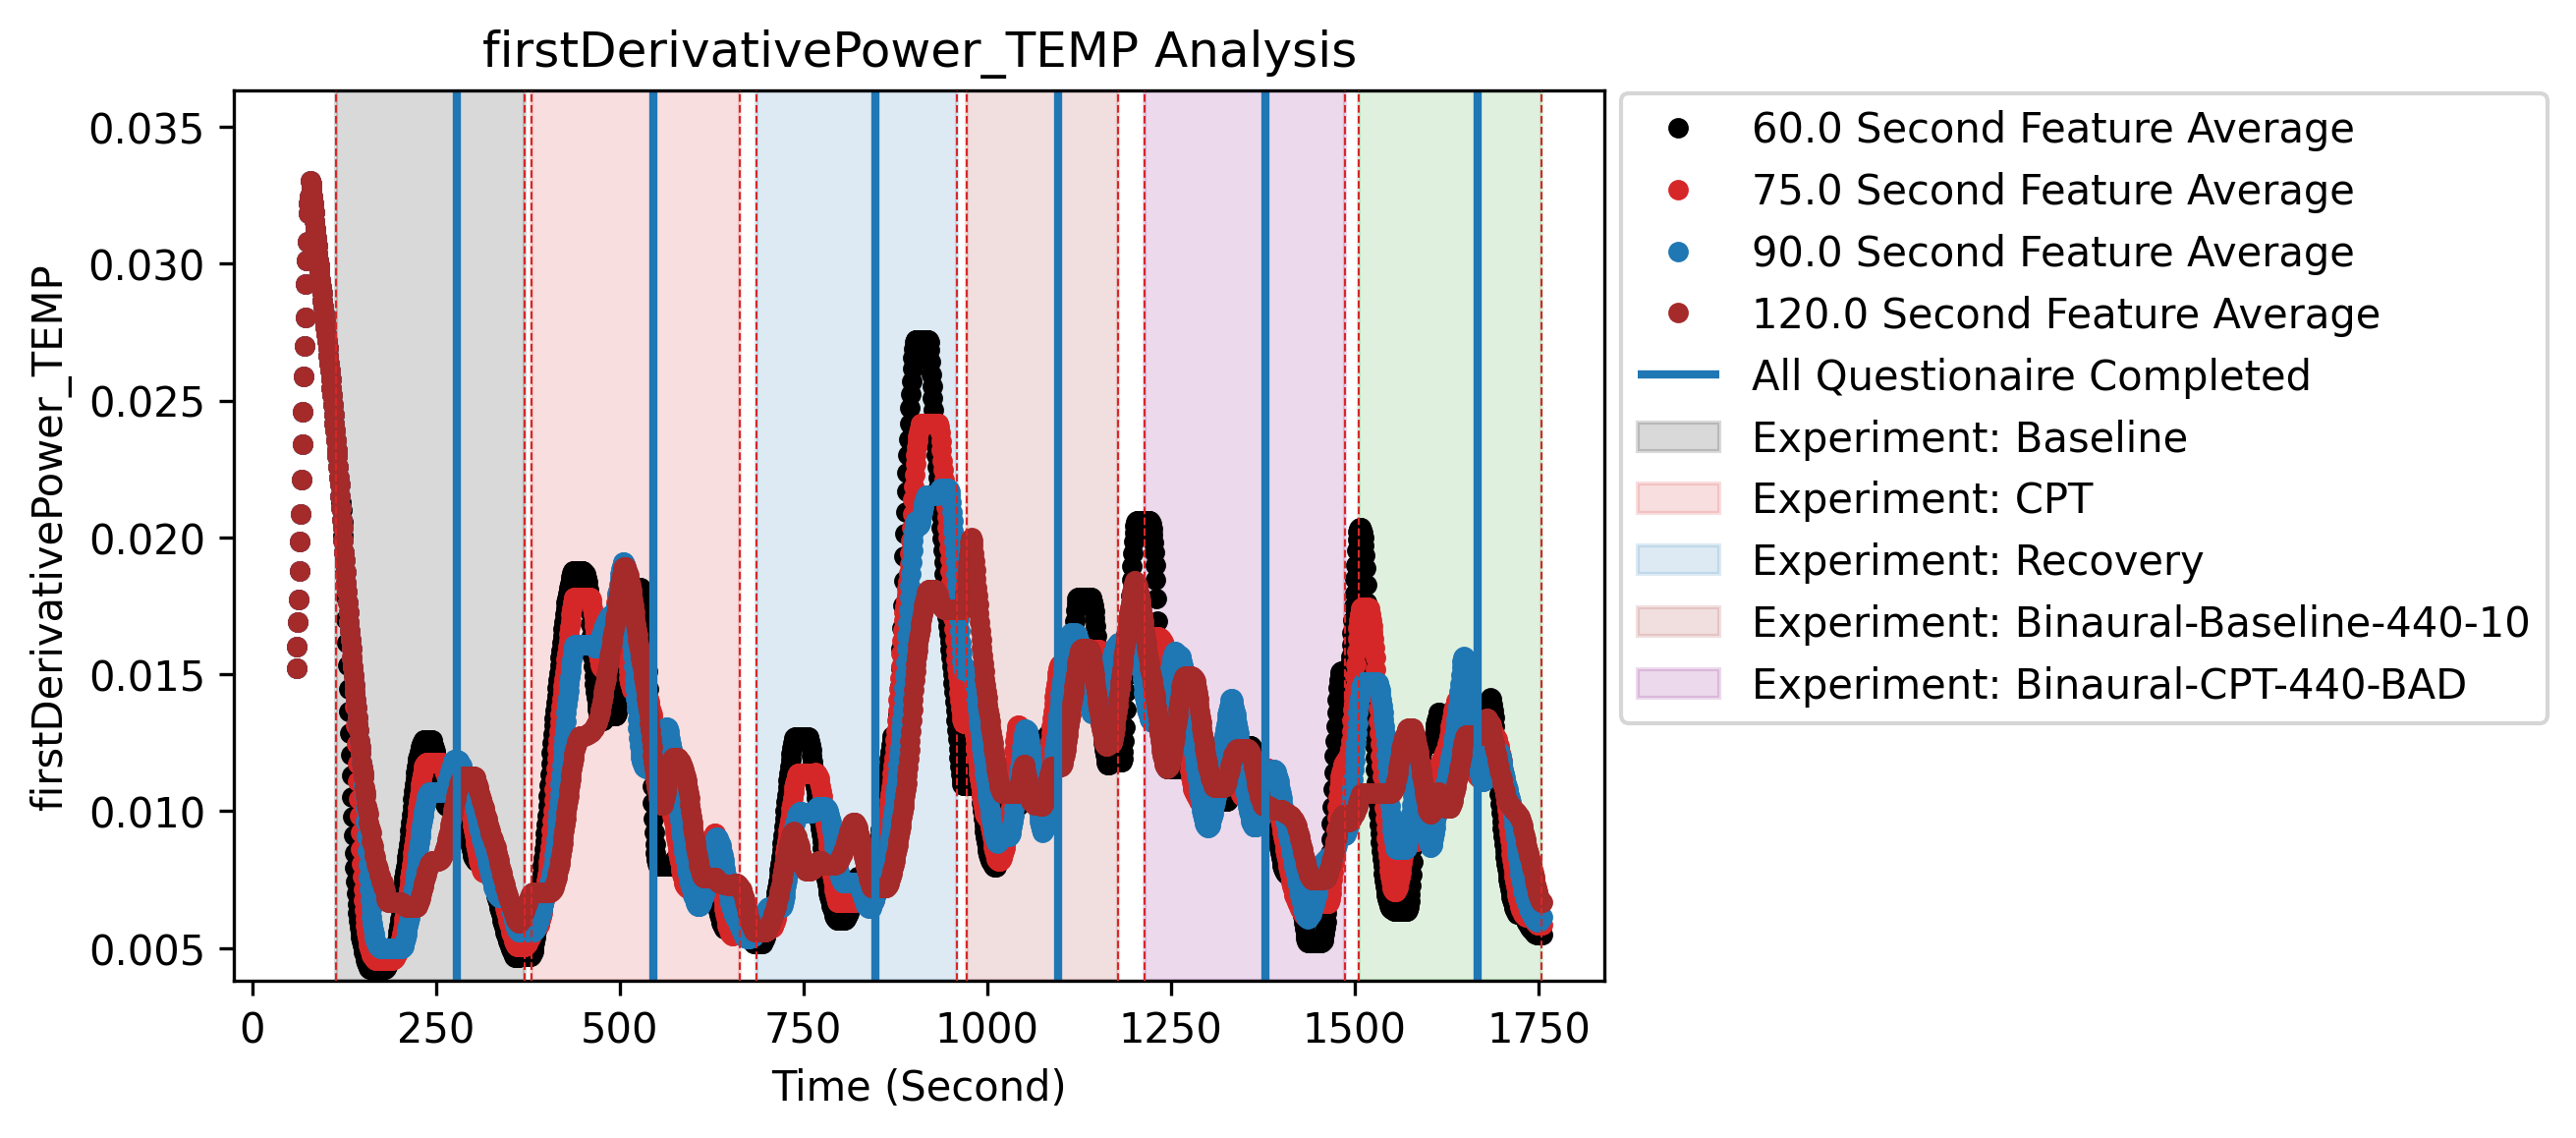 firstDerivativePower_TEMP Analysis
firstDerivativePower_TEMP
0.035
0.030
0.025
0.020
0.015
0.010
0.005
0 250 500 750 1000 1250 1500 1750
Time (Second)
60.0 Second Feature Average
75.0 Second Feature Average
90.0 Second Feature Average
120.0 Second Feature Average
All Questionaire Completed
Experiment: Baseline
Experiment: CPT
Experiment: Recovery
Experiment: Binaural-Baseline-440-10
Experiment: Binaural-CPT-440-BAD